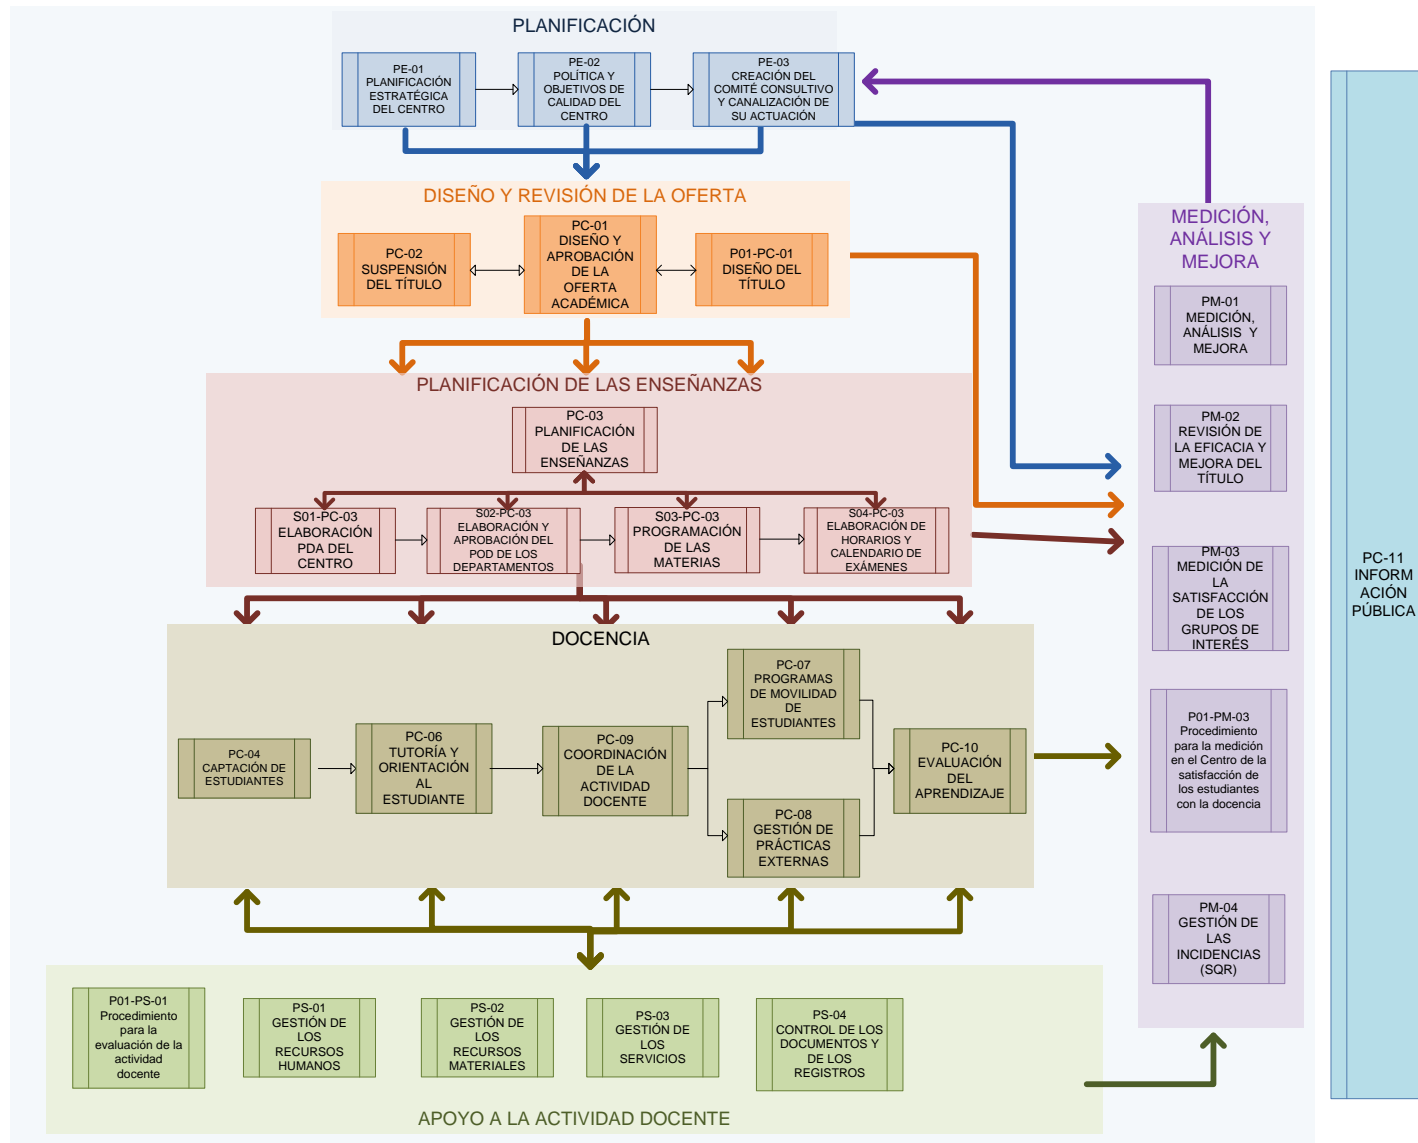 PLANIFICACIÓN
PE-01
PLANIFICACIÓN
ESTRATÉGICA
DEL CENTRO
PE-02
POLÍTICA Y
OBJETIVOS DE
CALIDAD DEL
CENTRO
PE-03
CREACIÓN DEL
COMITÉ CONSULTIVO
Y CANALIZACIÓN DE
SU ACTUACIÓN
DISEÑO Y REVISIÓN DE LA OFERTA
PC-02
SUSPENSIÓN
DEL TÍTULO
PC-01
DISEÑO Y
APROBACIÓN
DE LA
OFERTA
ACADÉMICA
P01-PC-01
DISEÑO DEL
TÍTULO
PLANIFICACIÓN DE LAS ENSEÑANZAS
PC-03
PLANIFICACIÓN
DE LAS
ENSEÑANZAS
S01-PC-03
ELABORACIÓN
PDA DEL
CENTRO
S02-PC-03
ELABORACIÓN Y
APROBACIÓN DEL
POD DE LOS
DEPARTAMENTOS
S03-PC-03
PROGRAMACIÓN
DE LAS
MATERIAS
S04-PC-03
ELABORACIÓN DE
HORARIOS Y
CALENDARIO DE
EXÁMENES
DOCENCIA
PC-04
CAPTACIÓN DE
ESTUDIANTES
PC-06
TUTORÍA Y
ORIENTACIÓN
AL
ESTUDIANTE
PC-09
COORDINACIÓN
DE LA
ACTIVIDAD
DOCENTE
PC-07
PROGRAMAS
DE MOVILIDAD
DE
ESTUDIANTES
PC-08
GESTIÓN DE
PRÁCTICAS
EXTERNAS
PC-10
EVALUACIÓN
DEL
APRENDIZAJE
P01-PS-01
Procedimiento
para la
evaluación de la
actividad
docente
PS-01
GESTIÓN DE
LOS
RECURSOS
HUMANOS
PS-02
GESTIÓN DE
LOS
RECURSOS
MATERIALES
PS-03
GESTIÓN DE
LOS
SERVICIOS
PS-04
CONTROL DE LOS
DOCUMENTOS Y
DE LOS
REGISTROS
APOYO A LA ACTIVIDAD DOCENTE
MEDICIÓN,
ANÁLISIS Y
MEJORA
PM-01
MEDICIÓN,
ANÁLISIS Y
MEJORA
PM-02
REVISIÓN DE
LA EFICACIA Y
MEJORA DEL
TÍTULO
PM-03
MEDICIÓN DE
LA
SATISFACCIÓN
DE LOS
GRUPOS DE
INTERÉS
P01-PM-03
Procedimiento
para la medición
en el Centro de la
satisfacción de
los estudiantes
con la docencia
PM-04
GESTIÓN DE
LAS
INCIDENCIAS
(SQR)
PC-11
INFORM
ACIÓN
PÚBLICA